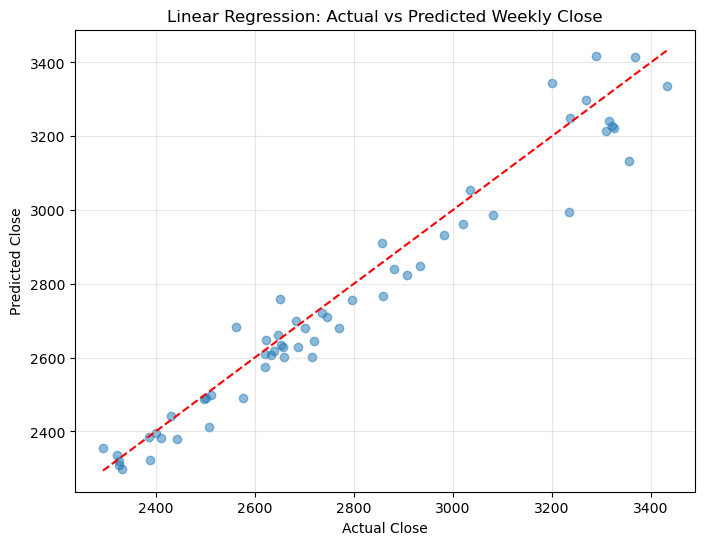 Linear Regression: Actual vs Predicted Weekly Close
3400
3200
3000
2800
2600
2400
Predicted Close
2400 2600 2800 3000 3200 3400
Actual Close